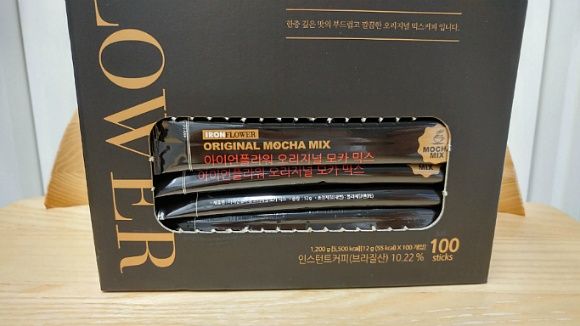 LOWER
한층 깊은 맛의 부드럽고 깔끔한 오리지널 믹스커피 입니다.
IRONFLOWER
ORIGINAL MOCHA MIX
아이언플라워 오리지널 모카 믹스
MOCHA
MIX
아이언플라워 오리지널 모카 믹스
MIX
1,200 g [5,500 kcal](12 g (55 kcal) X 100 개입)
인스턴트커피(브라질산) 10.22 %
100
sticks